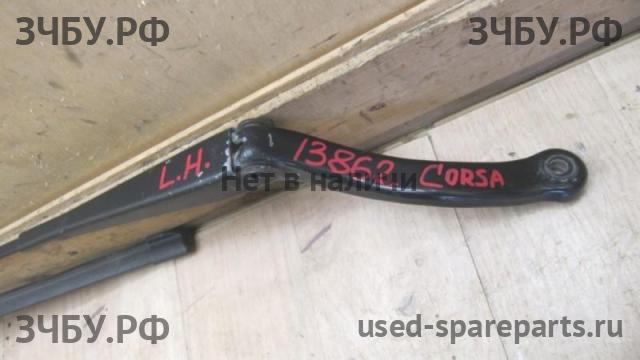 ЗЧБУ.РФ ЗЧБУ.РФ
L.H. 13862 CORSA
Нет в наличии
ЗЧБУ.РФ used-spareparts.ru